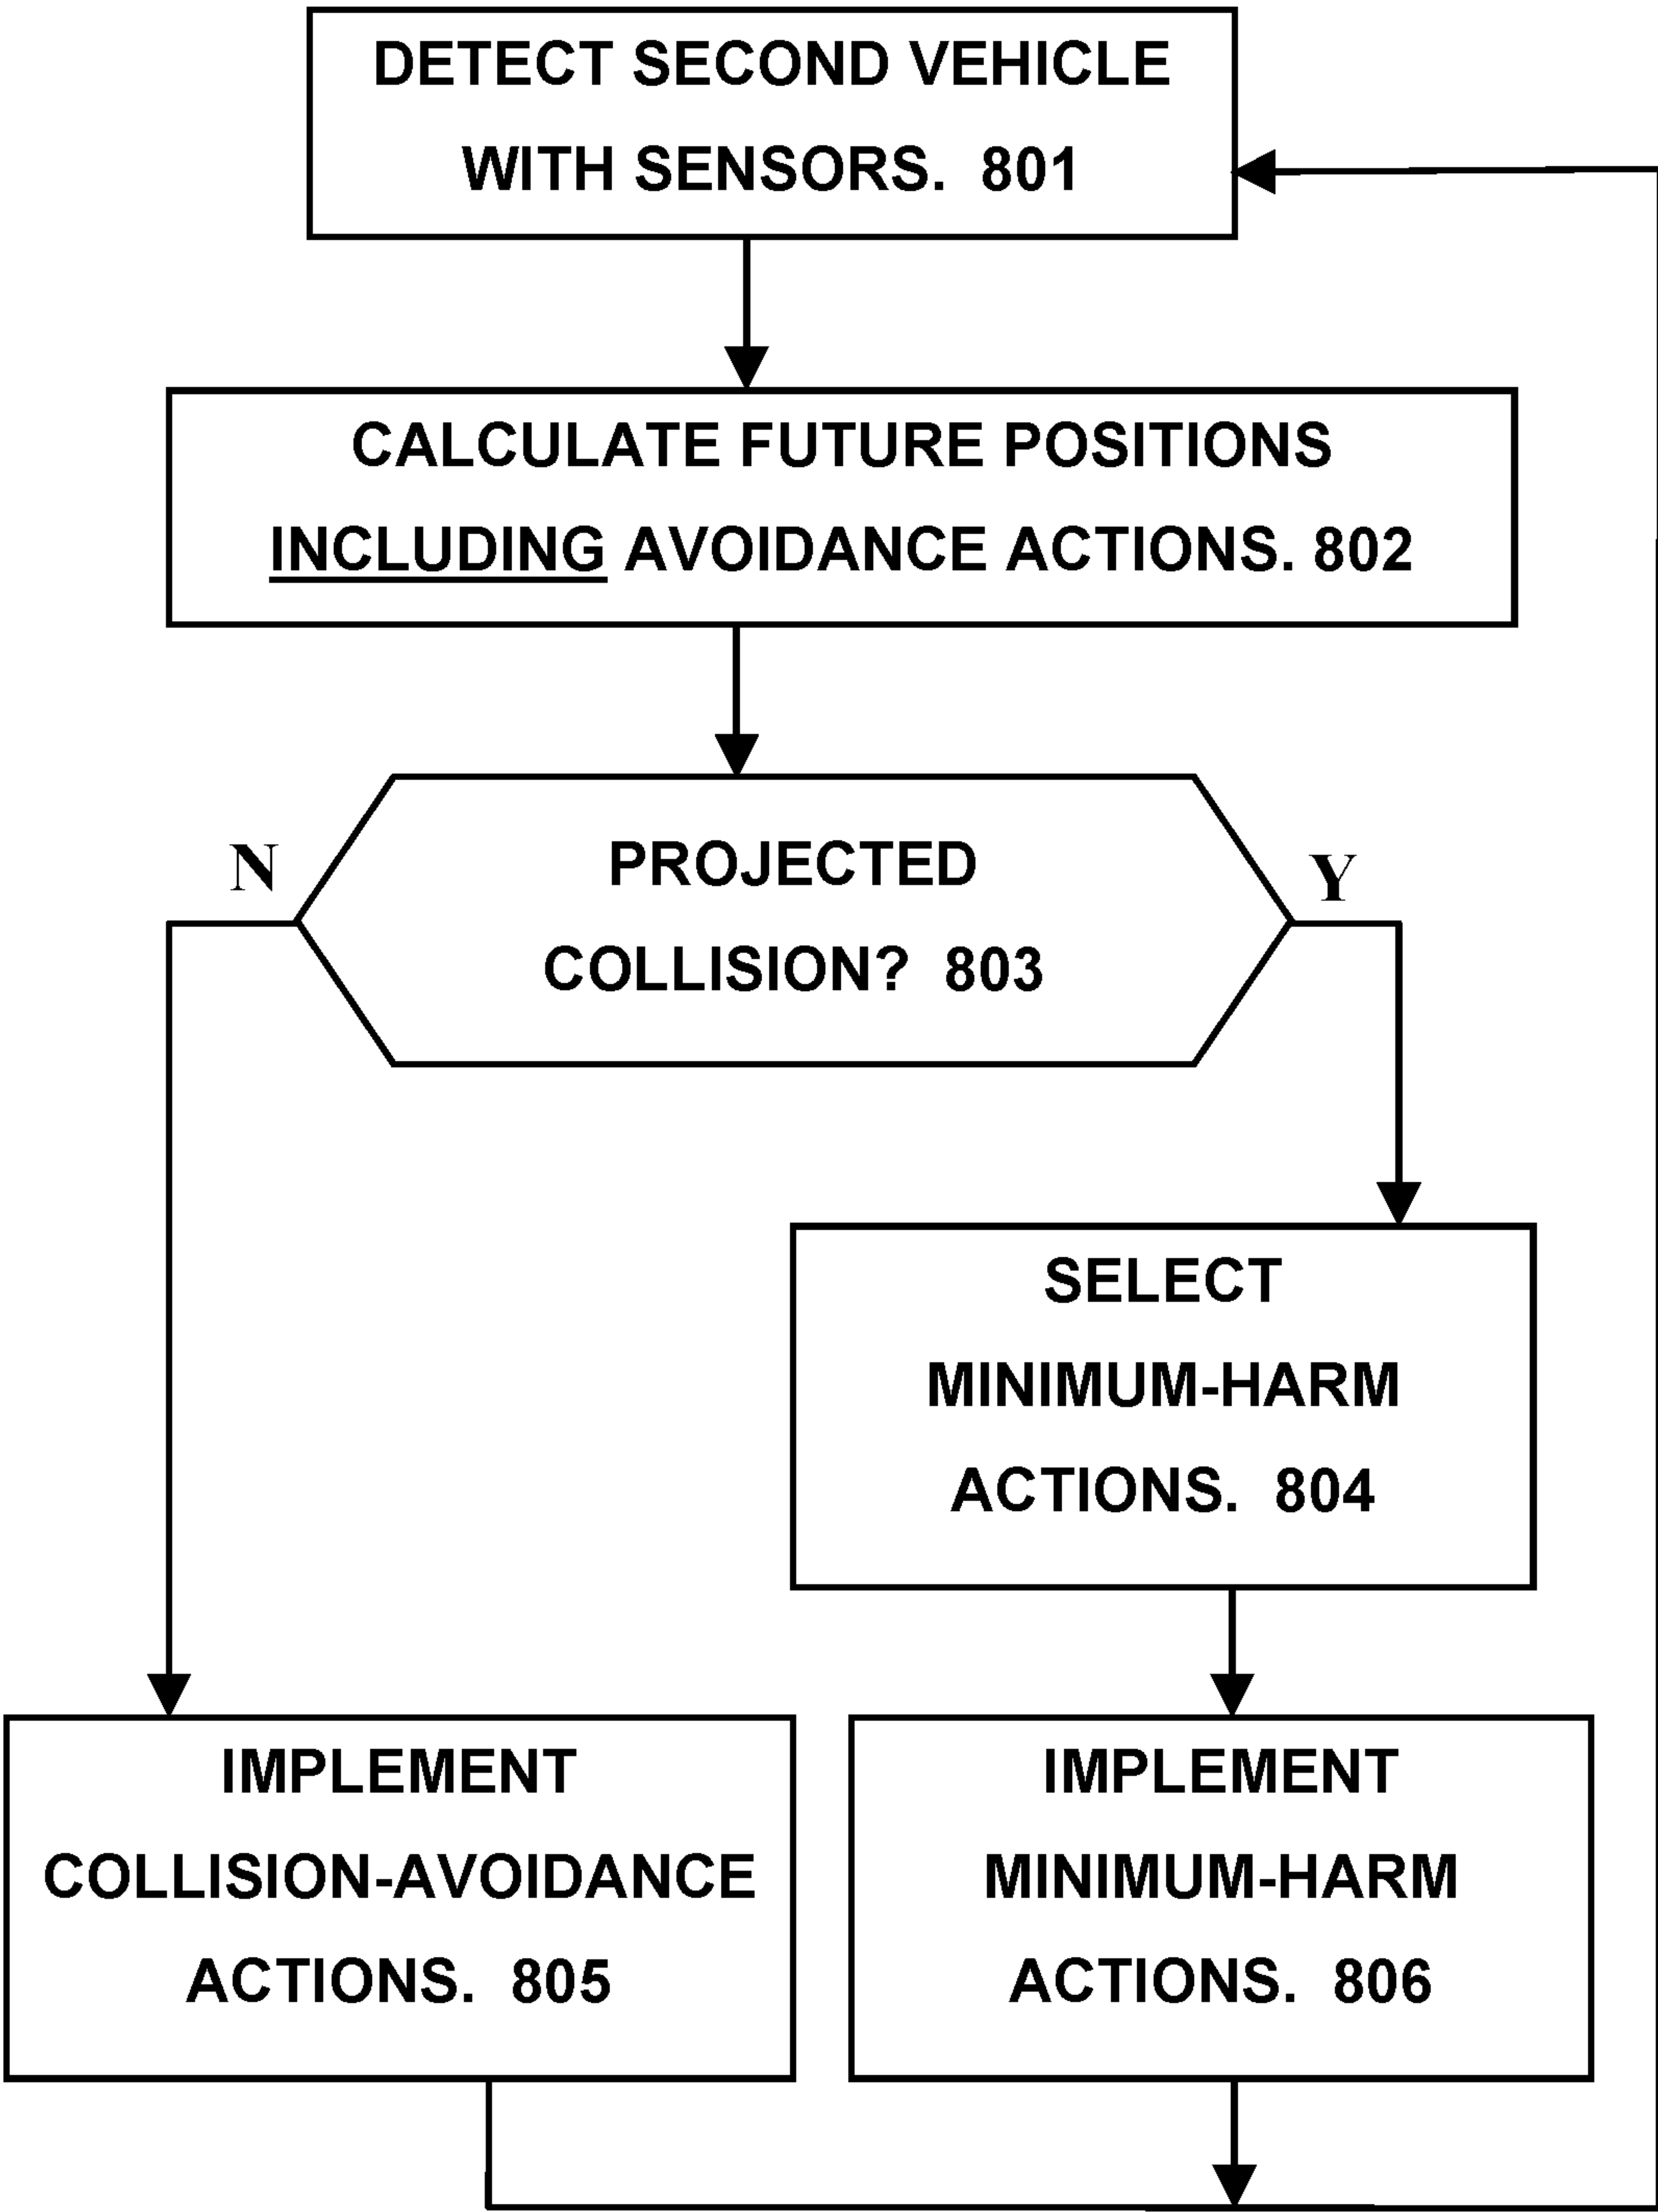 DETECT SECOND VEHICLE
WITH SENSORS. 801
CALCULATE FUTURE POSITIONS
INCLUDING AVOIDANCE ACTIONS. 802
N
PROJECTED
Y
COLLISION? 803
SELECT
MINIMUM-HARM
ACTIONS. 804
IMPLEMENT
COLLISION-AVOIDANCE
ACTIONS. 805
IMPLEMENT
MINIMUM-HARM
ACTIONS. 806